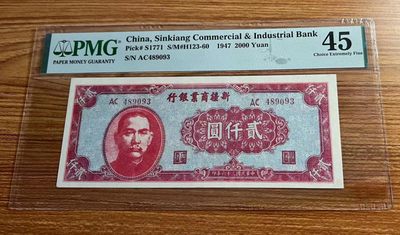 PMG
PAPER MONEY GUARANTY
China, Sinkiang Commercial & Industrial Bank
Pick# S1771 S/M#H123-60 1947 2000 Yuan
S/N AC489093
45
Choice Extremely Fine
行銀業商疆新
AC 489093
AC 489093
圓仟貳